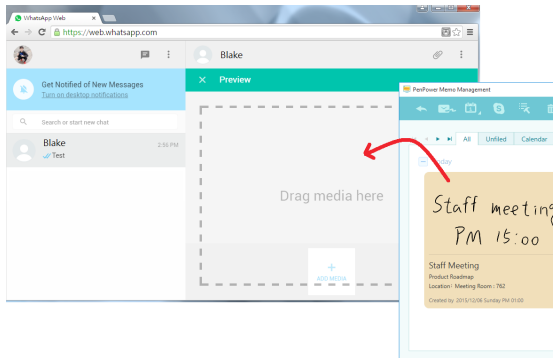 WhatsApp Web
https://web.whatsapp.com
Blake
Get Notified of New Messages
Turn on desktop notifications
Preview
Search or start new chat
Blake
2:55 PM
Test
Drag media here
ADD MEDIA
PenPower Memo Management
All Unfiled Calendar
Today
Staff meeting
PM 15:00
Staff Meeting
Product Roadmap
Location: Meeting Room : 762
Created by 2015/12/06 Sunday PM 01:00